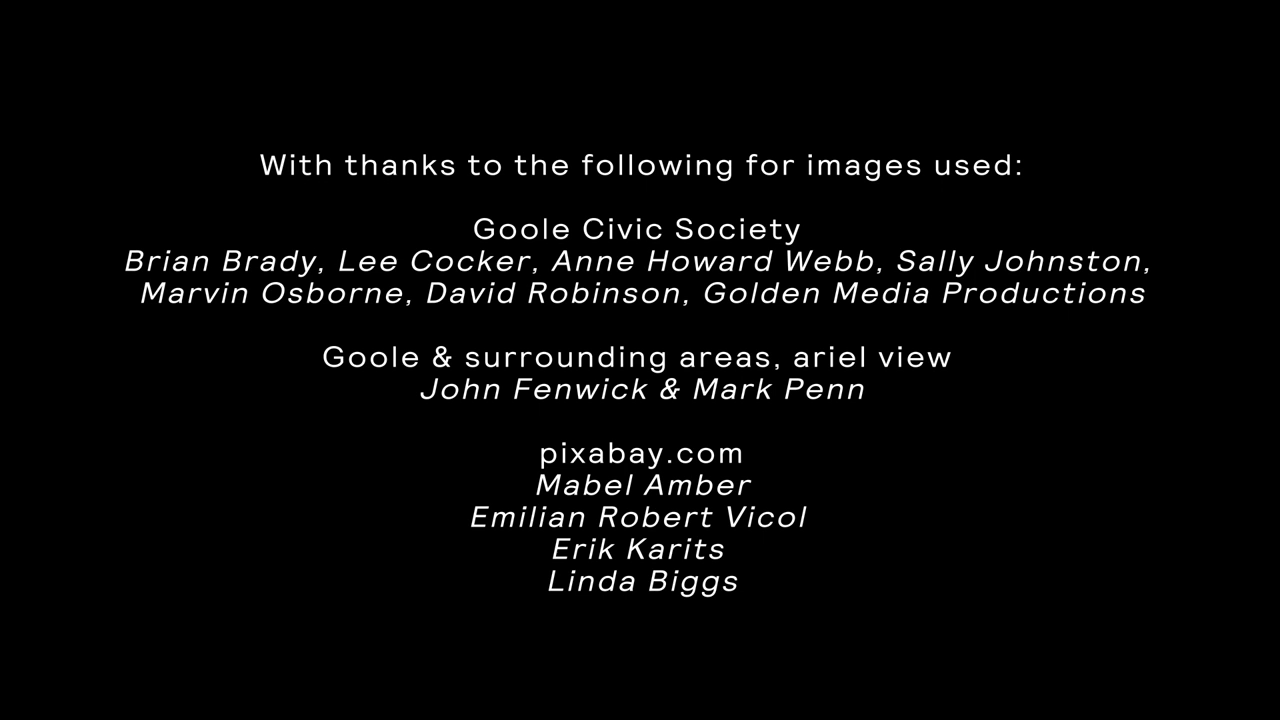 With thanks to the following for images used:
Goole Civic Society
Brian Brady, Lee Cocker, Anne Howard Webb, Sally Johnston,
Marvin Osborne, David Robinson, Golden Media Productions
Goole & surrounding areas, ariel view
John Fenwick & Mark Penn
pixabay.com
Mabel Amber
Emilian Robert Vicol
Erik Karits
Linda Biggs